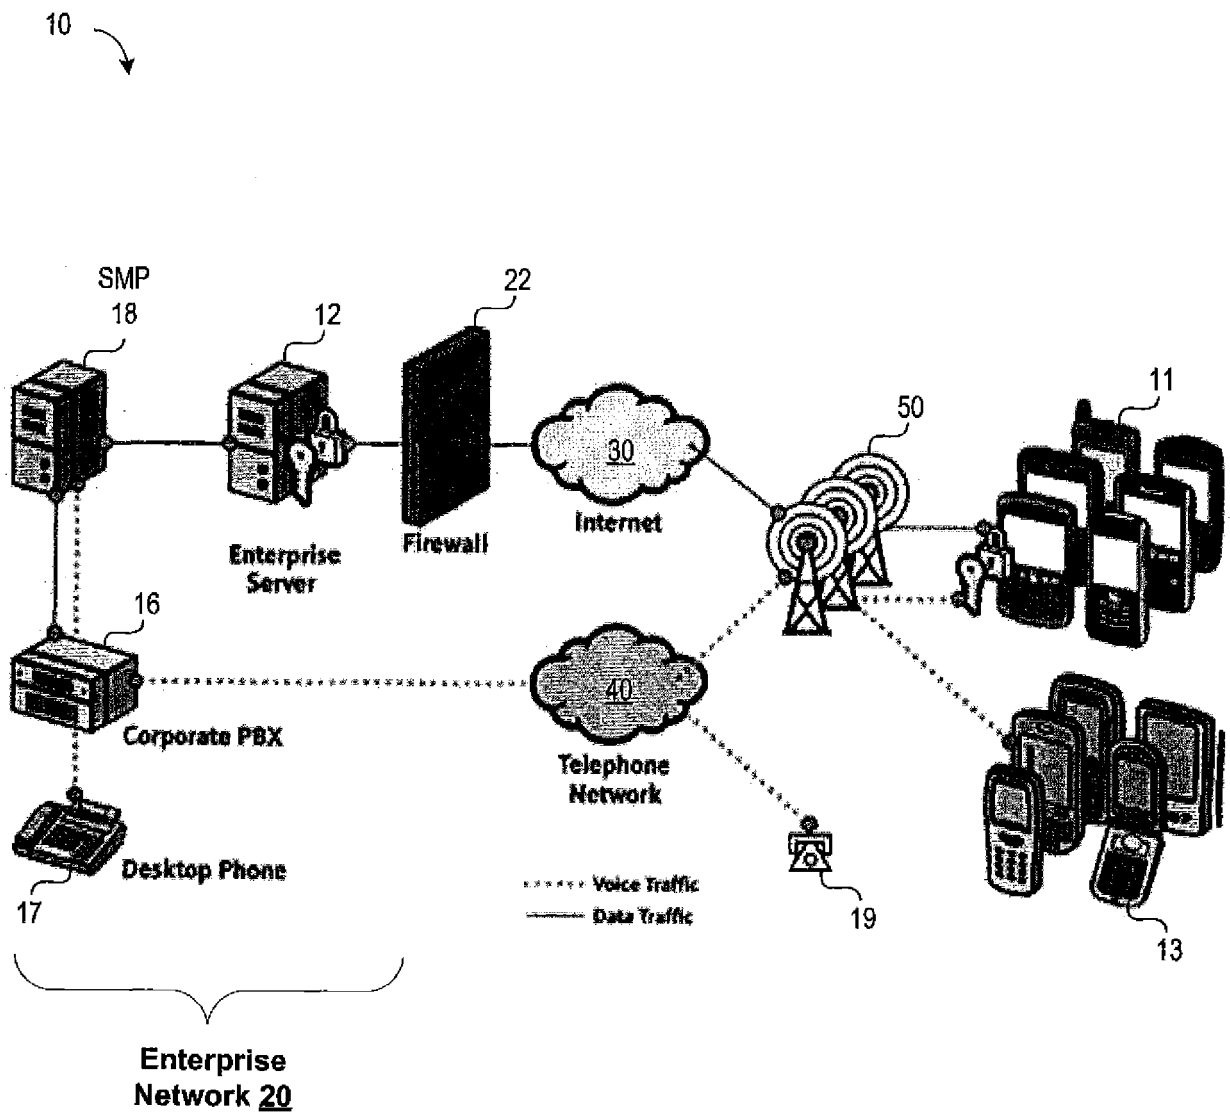 10
SMP
18
12
22
30
Internet
50
11
Firewall
Enterprise
Server
16
40
Corporate PBX
Telephone
Network
Desktop Phone
17
Voice Traffic
Data Traffic
19
13
Enterprise
Network 20